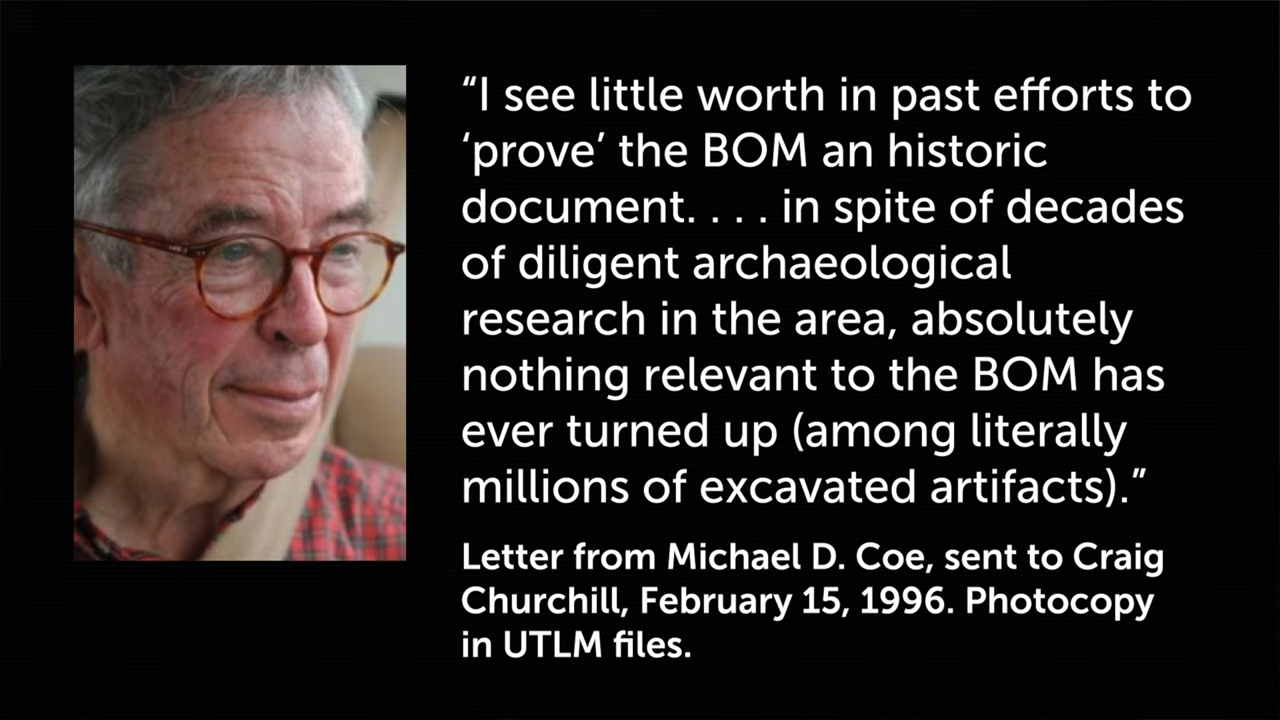 “I see little worth in past efforts to
‘prove’ the BOM an historic
document. . . . in spite of decades
of diligent archaeological
research in the area, absolutely
nothing relevant to the BOM has
ever turned up (among literally
millions of excavated artifacts).”
Letter from Michael D. Coe, sent to Craig
Churchill, February 15, 1996. Photocopy
in UTLM files.